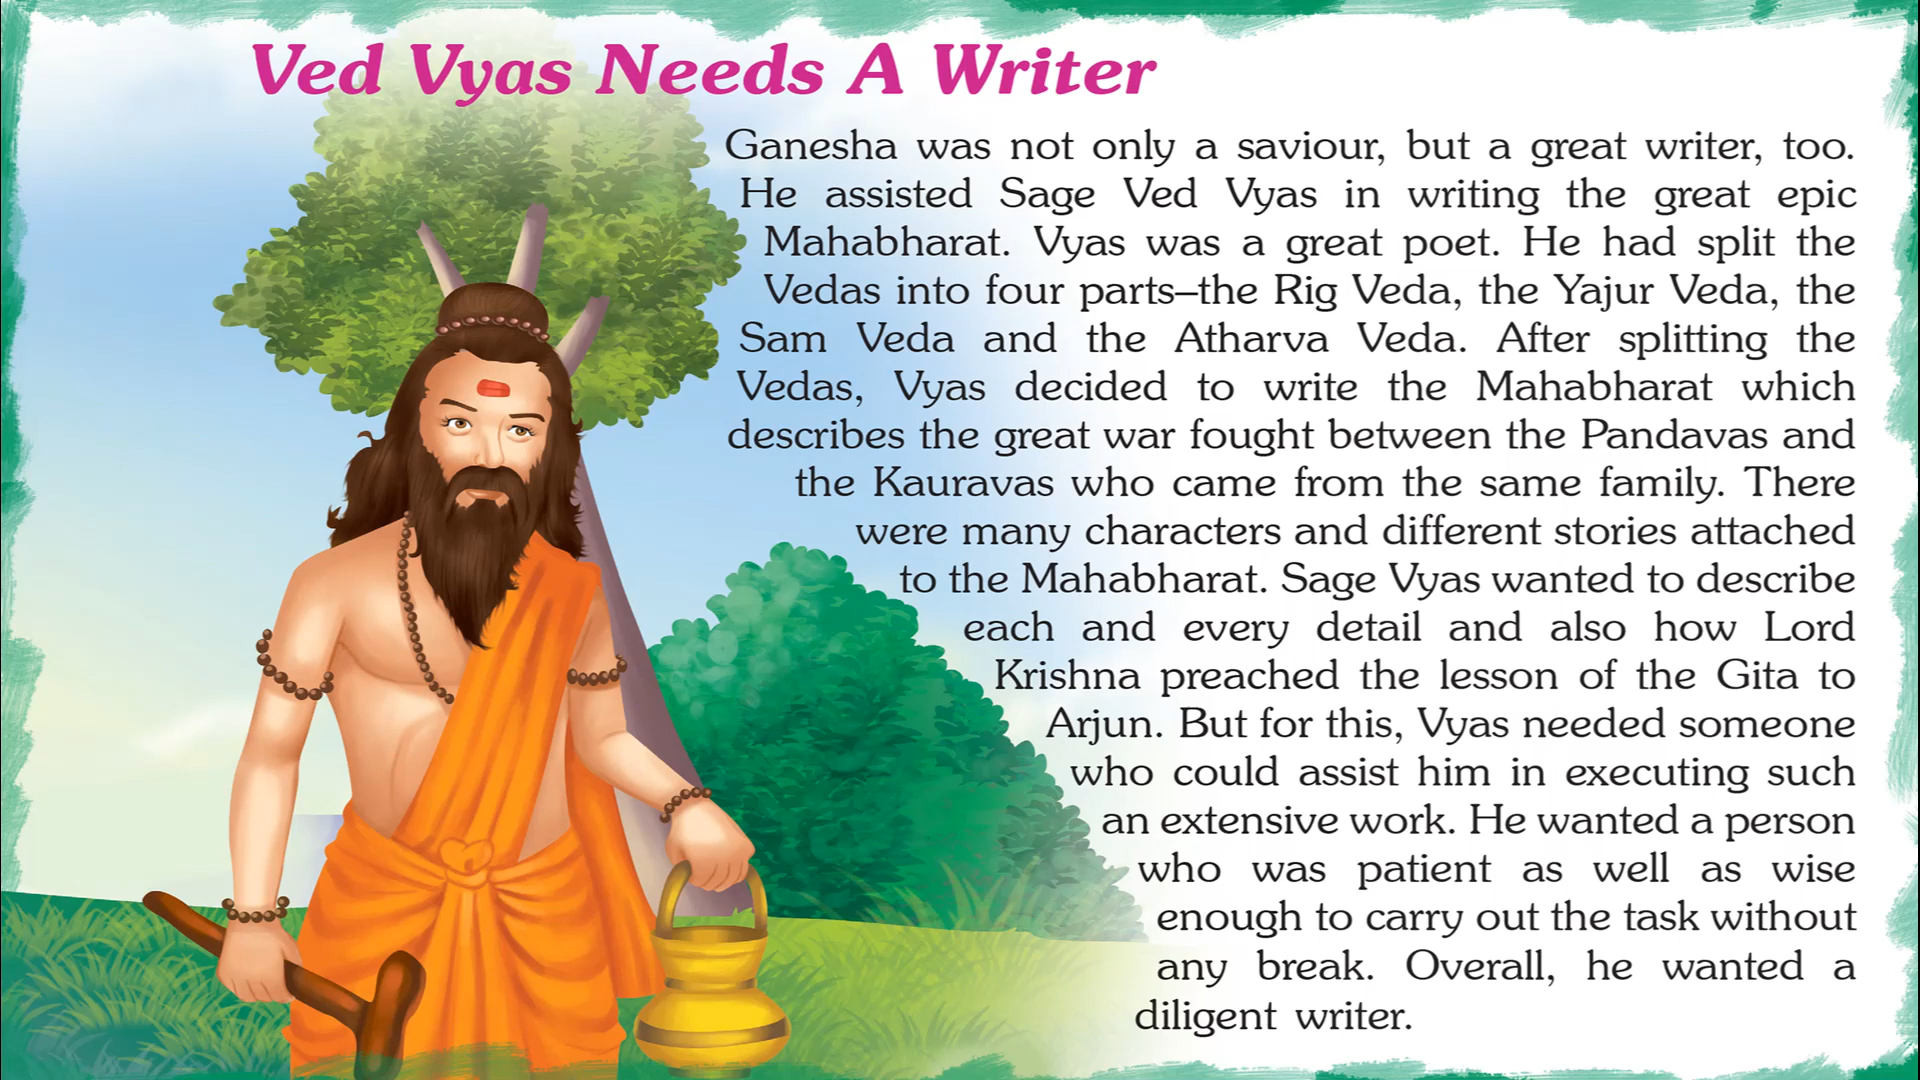 Ved Vyas Needs A Writer
Ganesha was not only a saviour, but a great writer, too.
He assisted Sage Ved Vyas in writing the great epic
Mahabharat. Vyas was a great poet. He had split the
Vedas into four parts–the Rig Veda, the Yajur Veda, the
Sam Veda and the Atharva Veda. After splitting the
Vedas, Vyas decided to write the Mahabharat which
describes the great war fought between the Pandavas and
the Kauravas who came from the same family. There
were many characters and different stories attached
to the Mahabharat. Sage Vyas wanted to describe
each and every detail and also how Lord
Krishna preached the lesson of the Gita to
Arjun. But for this, Vyas needed someone
who could assist him in executing such
an extensive work. He wanted a person
who was patient as well as wise
enough to carry out the task without
any break. Overall, he wanted a
diligent writer.